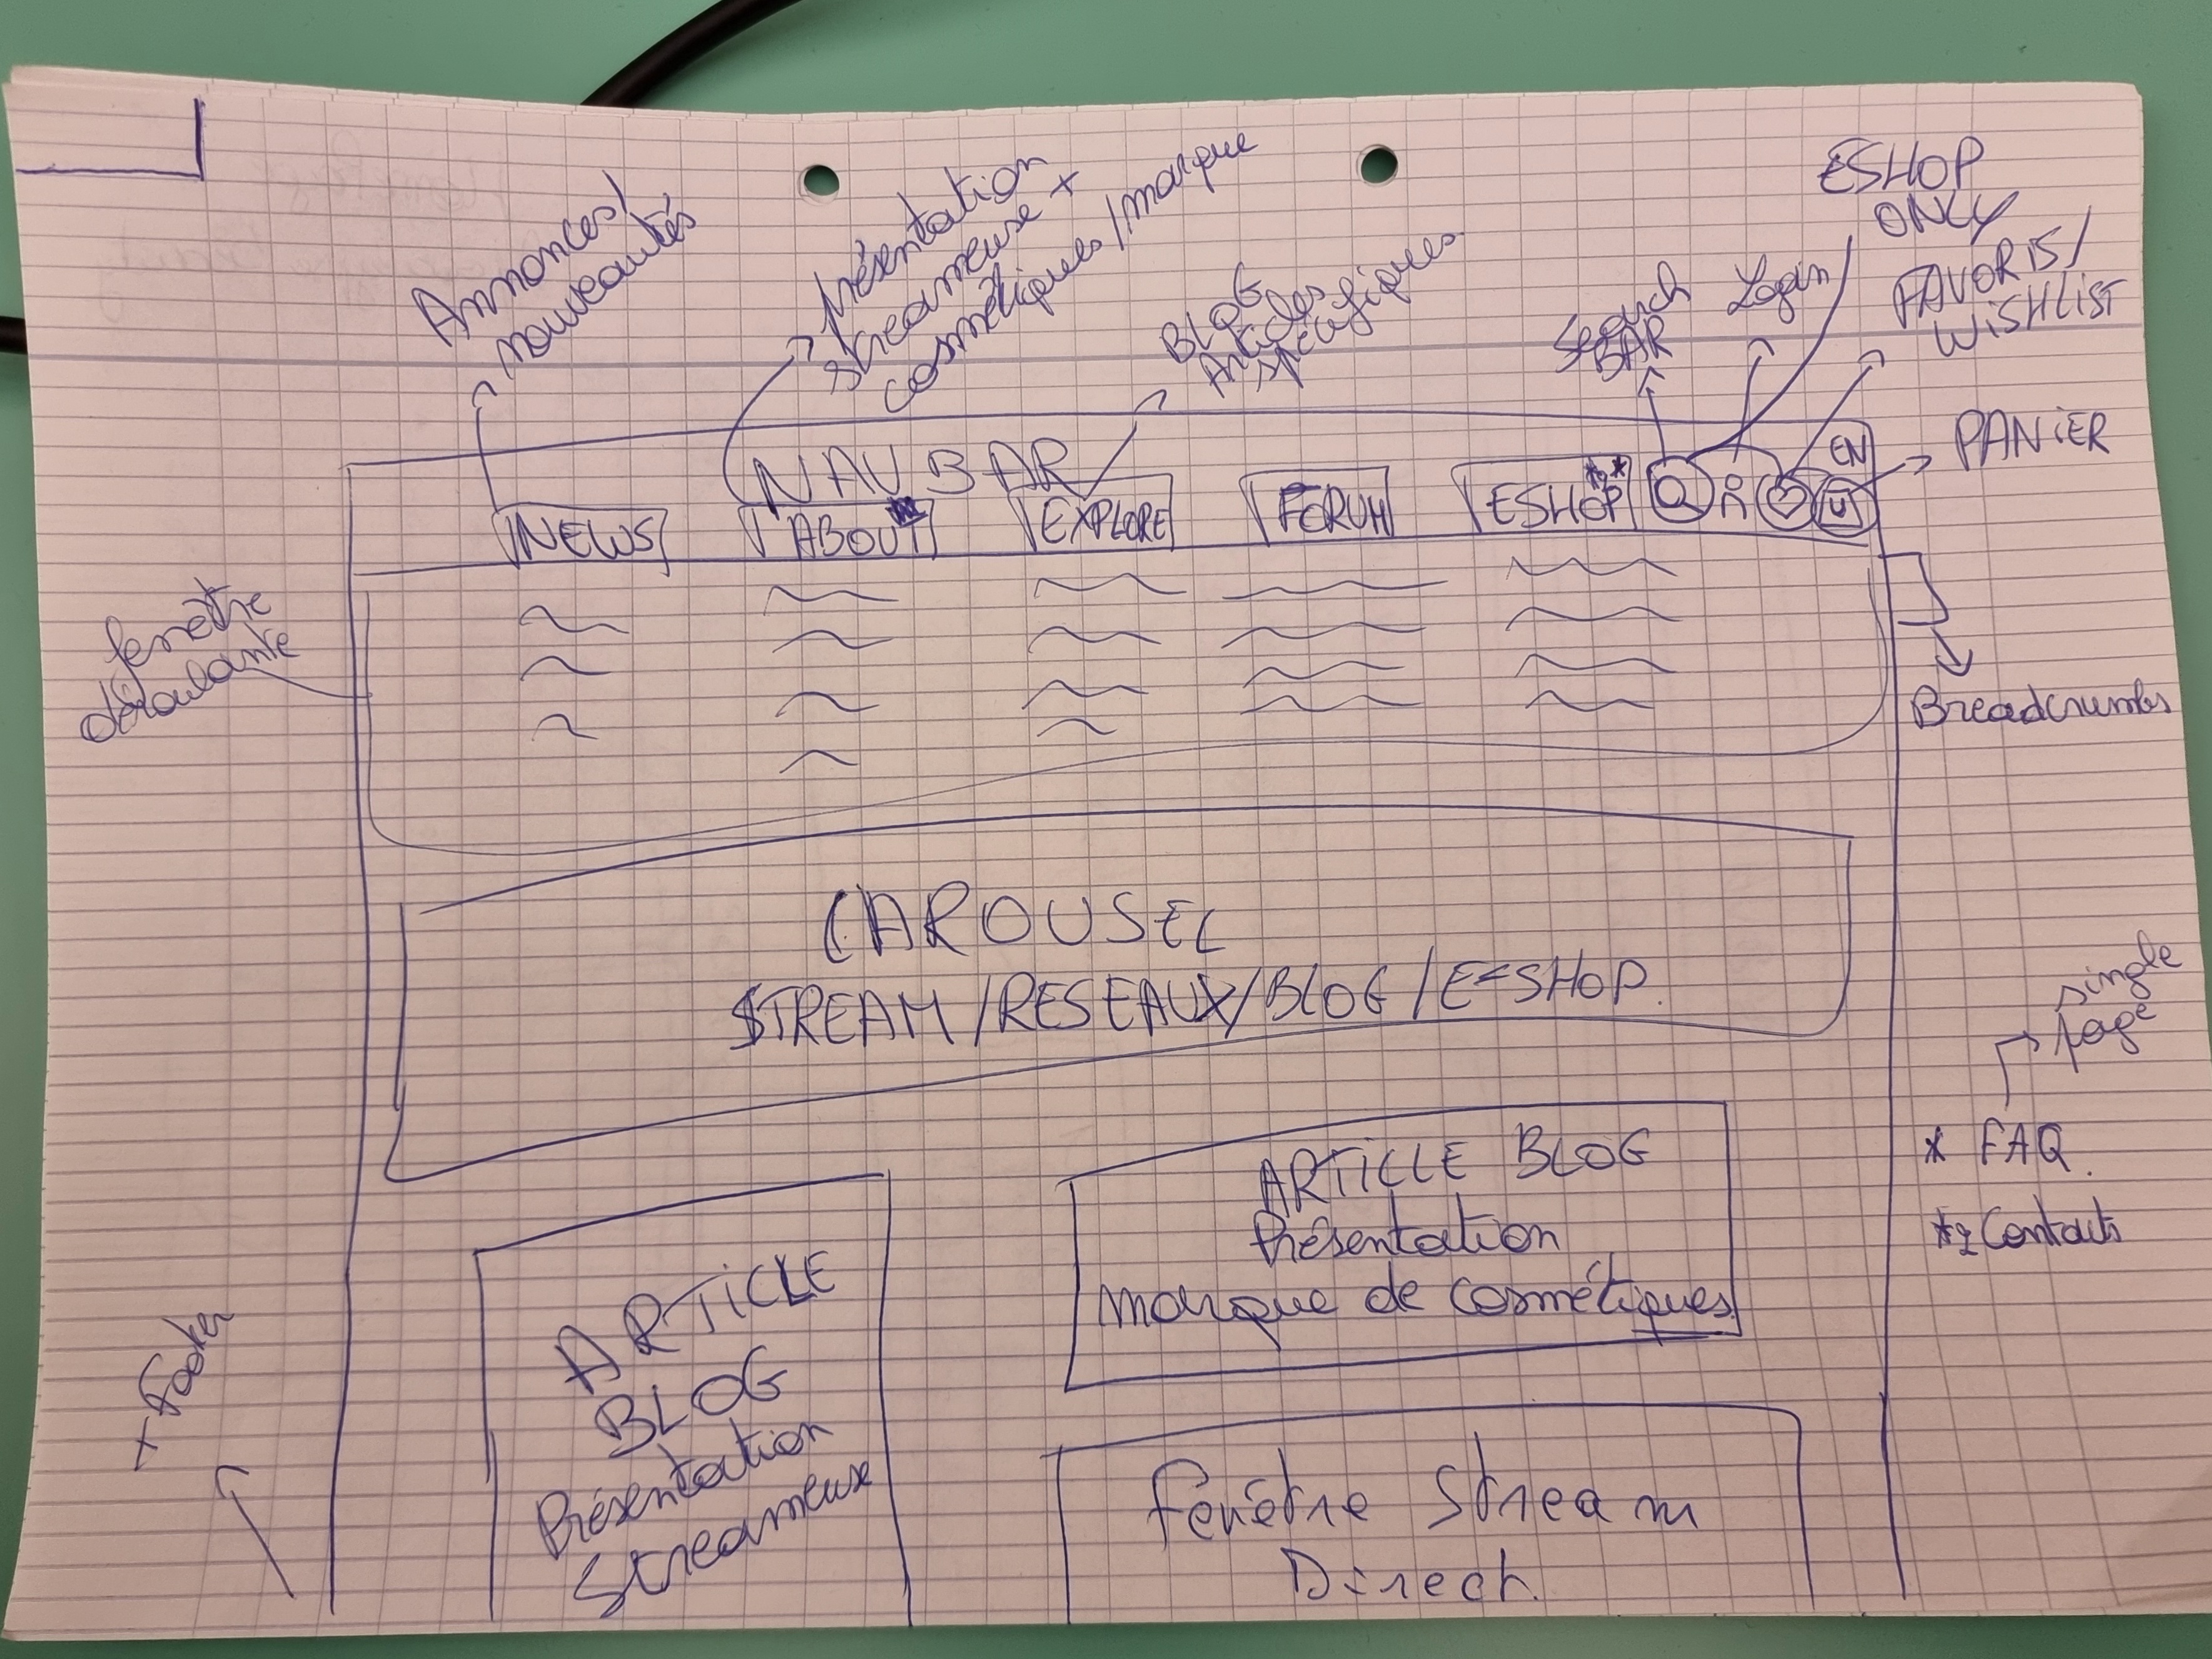 Annonces/
nouveautés
Présentation
streameuse +
cosmétiques/marque
BLOG
Articles
spécifiques
Search
BAR
Login
ESHOP
ONLY
FAVORIS/
WISHLIST
PANiER
NAVBAR
EN
NEWS
ABOUT
EXPLORE
FORUM
ESHOP**
fenêtre
déroulante
Breadcrumbs
CAROUSEL
STREAM/RESEAUX/BLOG/E-SHOP.
single
page
* FAQ.
*2 Contacts
ARTiCLE BLOG
Présentation
marque de cosmétiques
ARTiCLE
BLOG
Présentation
Streameuse
Fenêtre Stream
Direct.
+ Footer